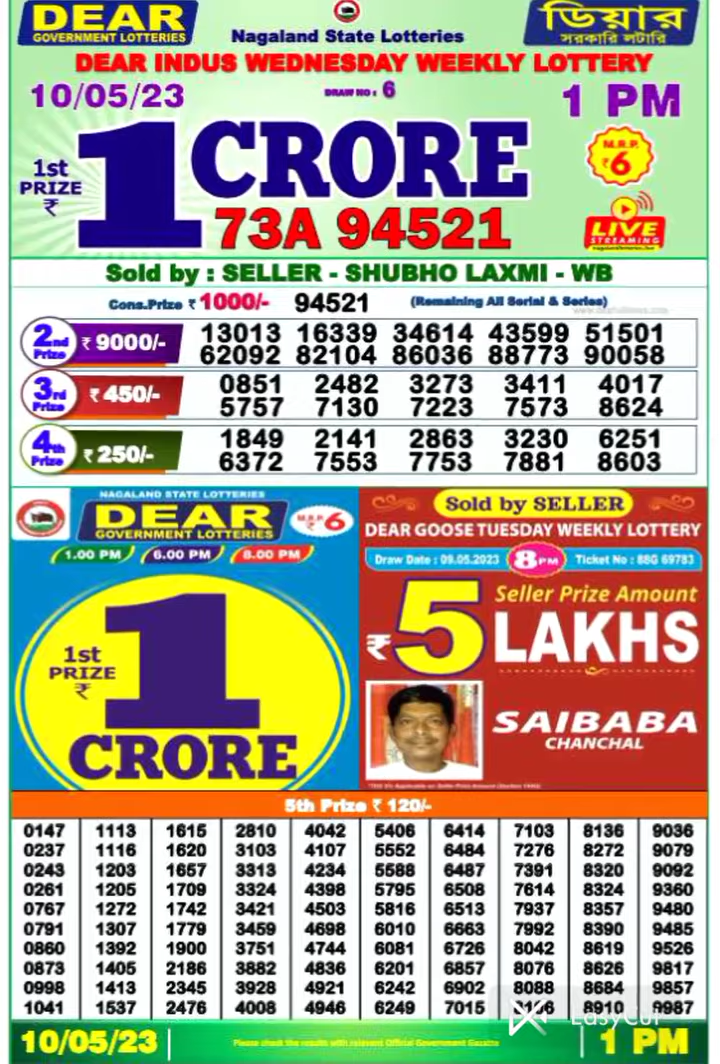 DEAR
GOVERNMENT LOTTERIES
Nagaland State Lotteries
ডিয়ার
সরকারি লটারি
DEAR INDUS WEDNESDAY WEEKLY LOTTERY
10/05/23
DRAW NO : 6
1 PM
1st
PRIZE
₹
1 CRORE
M.R.P.
₹6
73A 94521
LIVE
STREAMING
Sold by : SELLER - SHUBHO LAXMI - WB
Cons.Prize ₹ 1000/- 94521 (Remaining All Serial & Series)
2nd Prize ₹ 9000/-
13013 16339 34614 43599 51501
62092 82104 86036 88773 90058
3rd Prize ₹ 450/-
0851 2482 3273 3411 4017
5757 7130 7223 7573 8624
4th Prize ₹ 250/-
1849 2141 2863 3230 6251
6372 7553 7753 7881 8603
NAGALAND STATE LOTTERIES
DEAR
GOVERNMENT LOTTERIES
M.R.P.
₹6
1.00 PM 6.00 PM 8.00 PM
1st
PRIZE
₹
1
CRORE
Sold by SELLER
DEAR GOOSE TUESDAY WEEKLY LOTTERY
Draw Date : 09.05.2023 8PM Ticket No : 88G 69783
Seller Prize Amount
₹ 5 LAKHS
SAIBABA
CHANCHAL
5th Prize ₹ 120/-
0147 1113 1615 2810 4042 5406 6414 7103 8136 9036
0237 1116 1620 3103 4107 5552 6484 7276 8272 9079
0243 1203 1657 3313 4234 5588 6487 7391 8320 9092
0261 1205 1709 3324 4398 5795 6508 7614 8324 9360
0767 1272 1742 3421 4503 5816 6513 7937 8357 9480
0791 1307 1779 3459 4698 6010 6663 7992 8390 9485
0860 1392 1900 3751 4744 6081 6726 8042 8619 9526
0873 1405 2186 3882 4836 6201 6857 8076 8626 9817
0998 1413 2345 3928 4921 6242 6902 8088 8684 9857
1041 1537 2476 4008 4946 6249 7015 8910 9987
EasyCut
10/05/23
Please check the results with relevant Official Government Gazette
1 PM